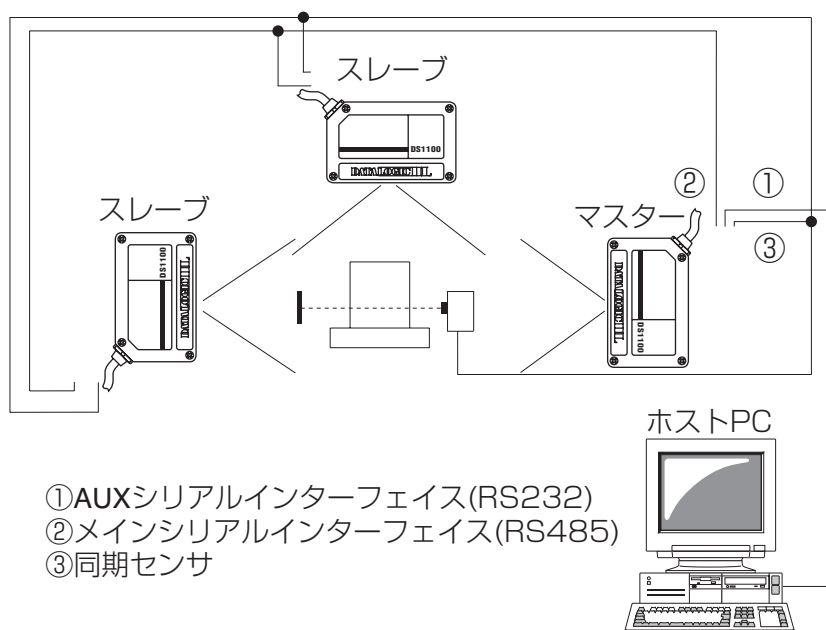 スレーブ
DS1100
DATALOGIC
スレーブ
DS1100
DATALOGIC
マスター
②
①
③
DATALOGIC
DS1100
ホストPC
①AUXシリアルインターフェイス(RS232)
②メインシリアルインターフェイス(RS485)
③同期センサ